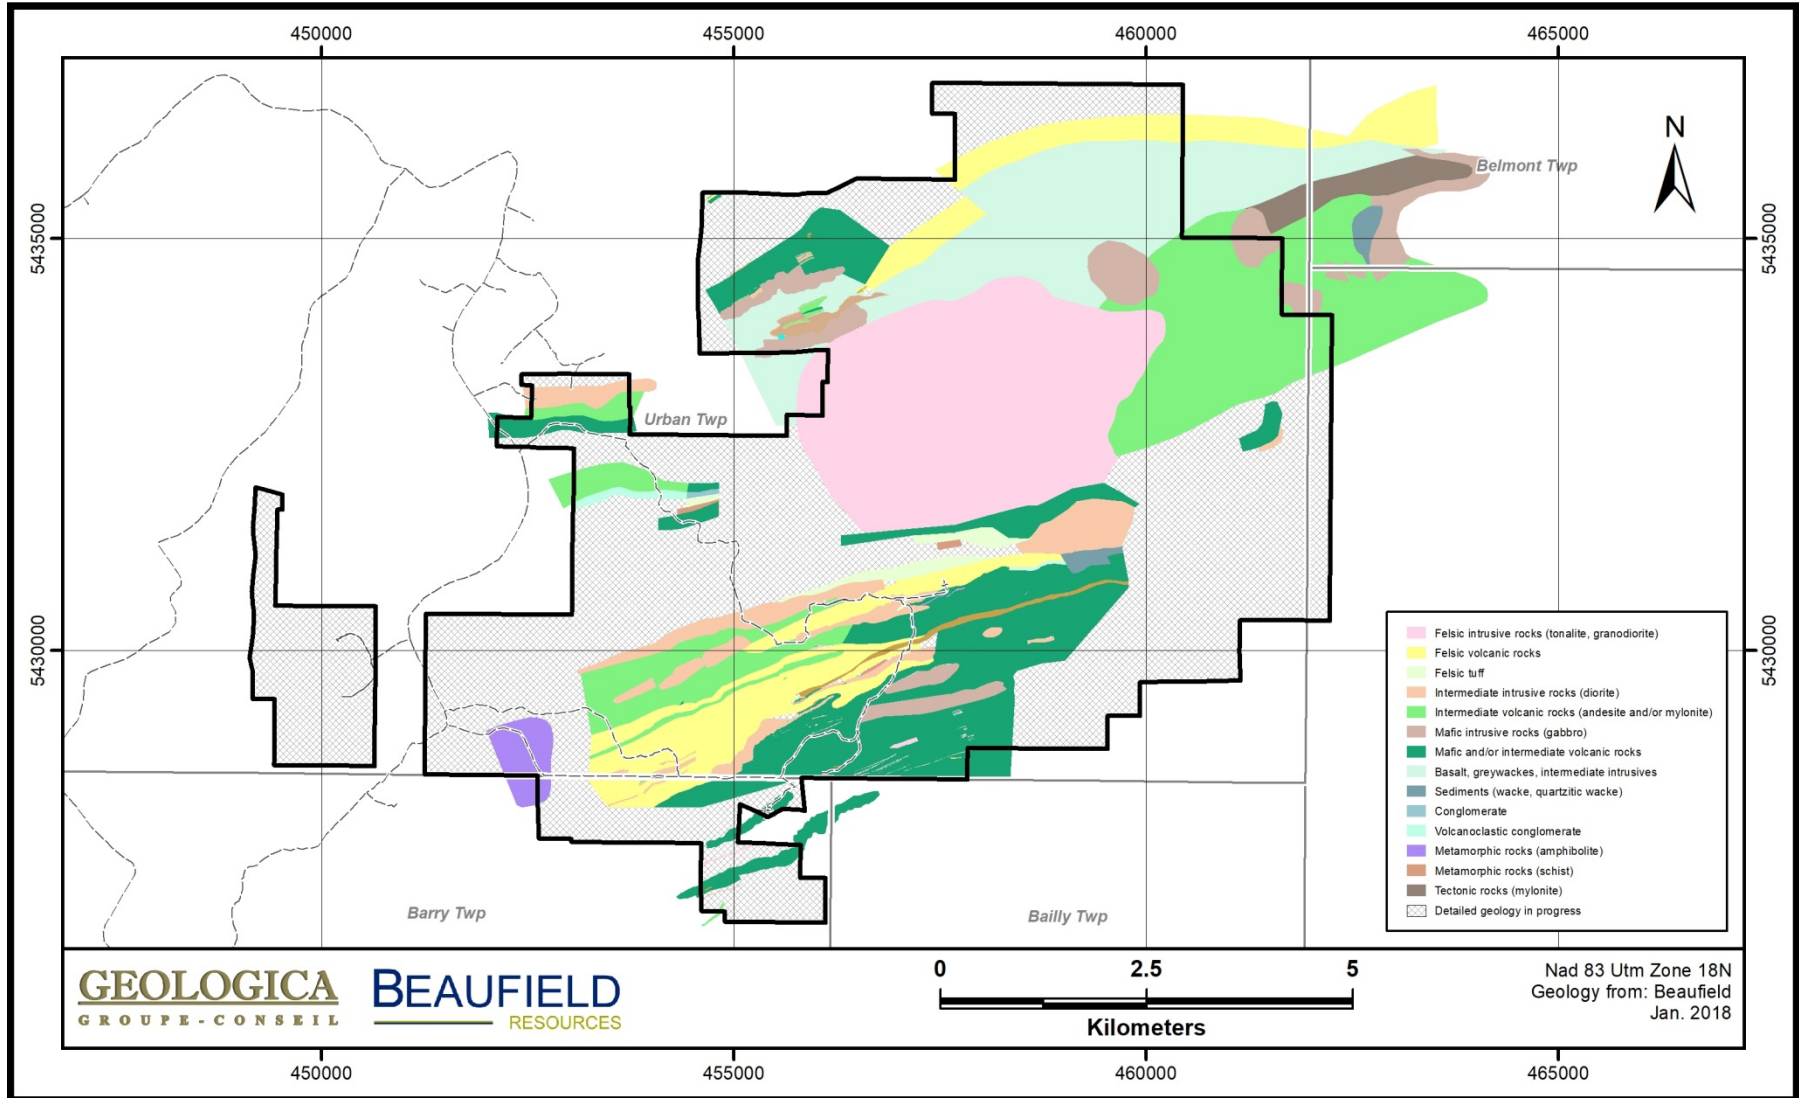 450000
455000
460000
465000
N
Belmont Twp
5435000
5435000
Urban Twp
5430000
5430000
Felsic intrusive rocks (tonalite, granodiorite)
Felsic volcanic rocks
Felsic tuff
Intermediate intrusive rocks (diorite)
Intermediate volcanic rocks (andesite and/or mylonite)
Mafic intrusive rocks (gabbro)
Mafic and/or intermediate volcanic rocks
Basalt, greywackes, intermediate intrusives
Sediments (wacke, quartzitic wacke)
Conglomerate
Volcanoclastic conglomerate
Metamorphic rocks (amphibolite)
Metamorphic rocks (schist)
Tectonic rocks (mylonite)
Detailed geology in progress
Barry Twp
Bailly Twp
GEOLOGICA
GROUPE-CONSEIL
BEAUFIELD
RESOURCES
0
2.5
5
Kilometers
Nad 83 Utm Zone 18N
Geology from: Beaufield
Jan. 2018
450000
455000
460000
465000